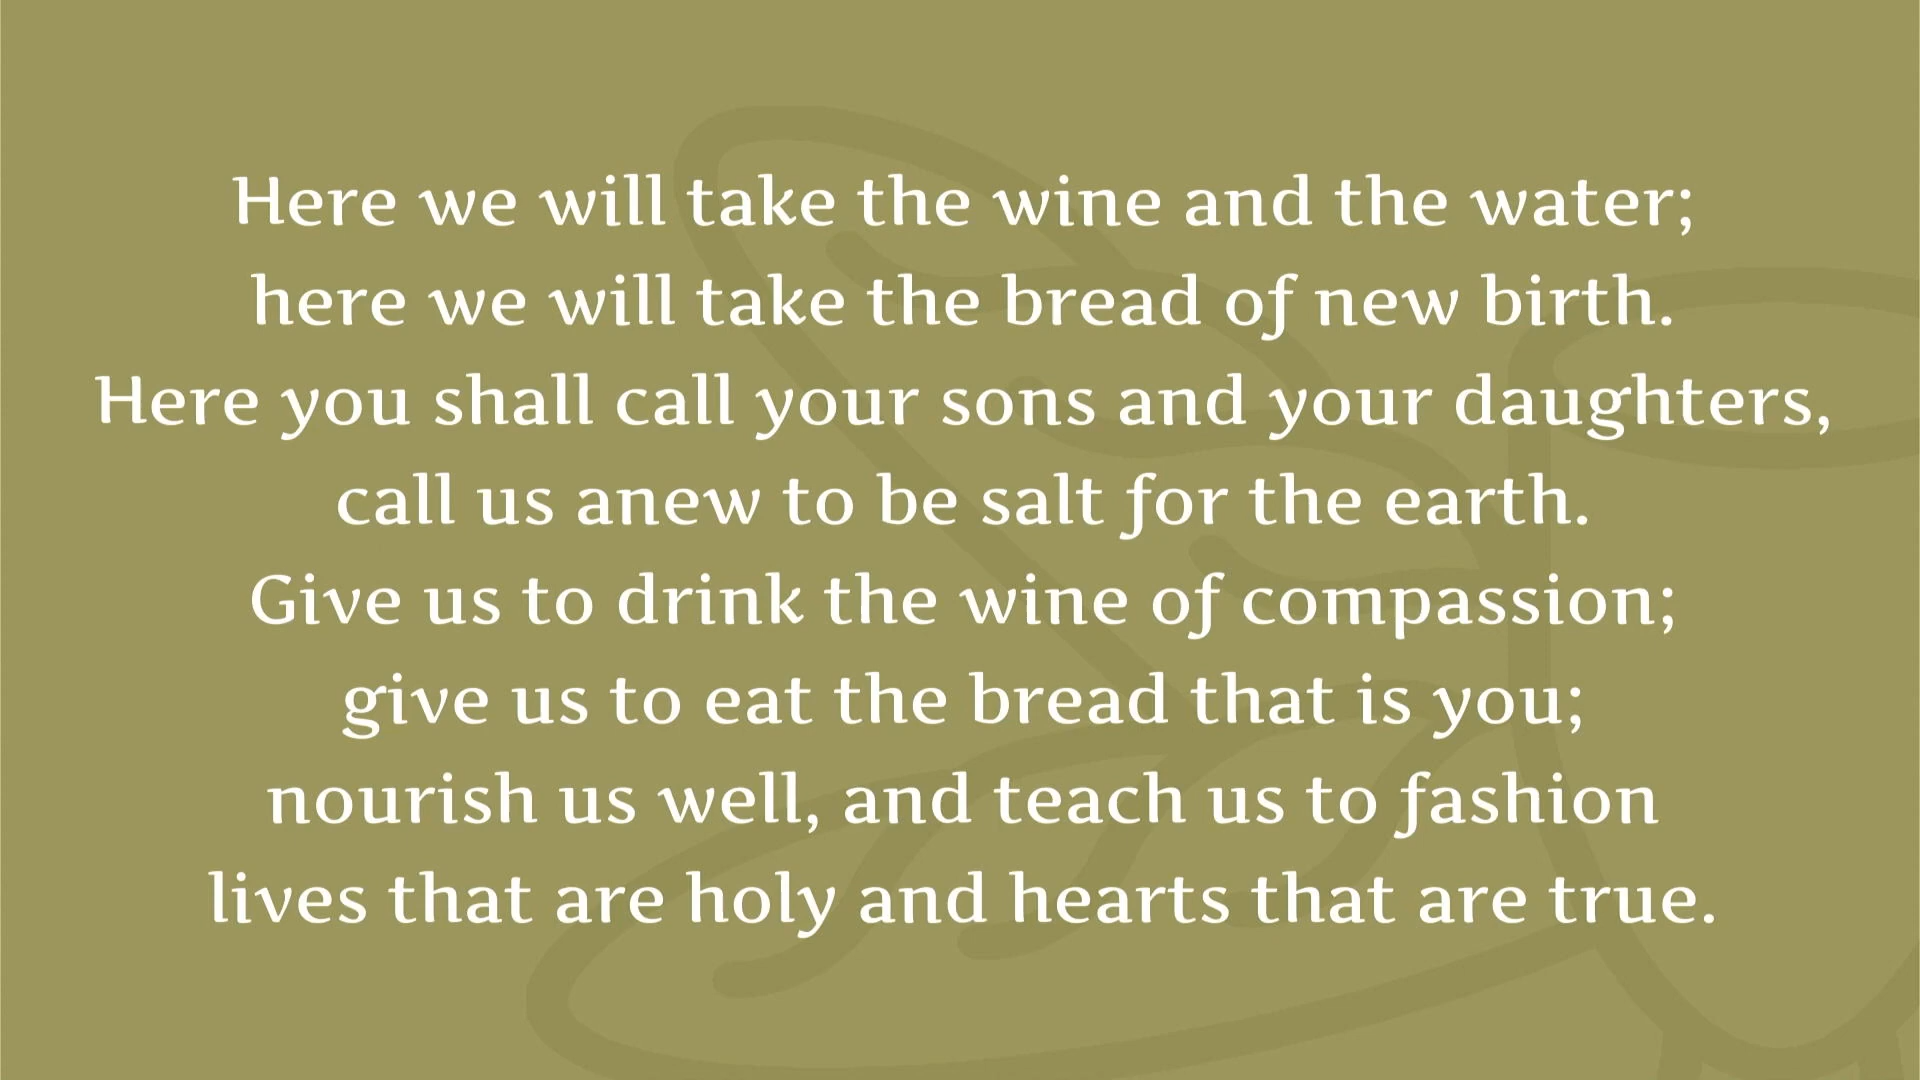 Here we will take the wine and the water;
here we will take the bread of new birth.
Here you shall call your sons and your daughters,
call us anew to be salt for the earth.
Give us to drink the wine of compassion;
give us to eat the bread that is you;
nourish us well, and teach us to fashion
lives that are holy and hearts that are true.